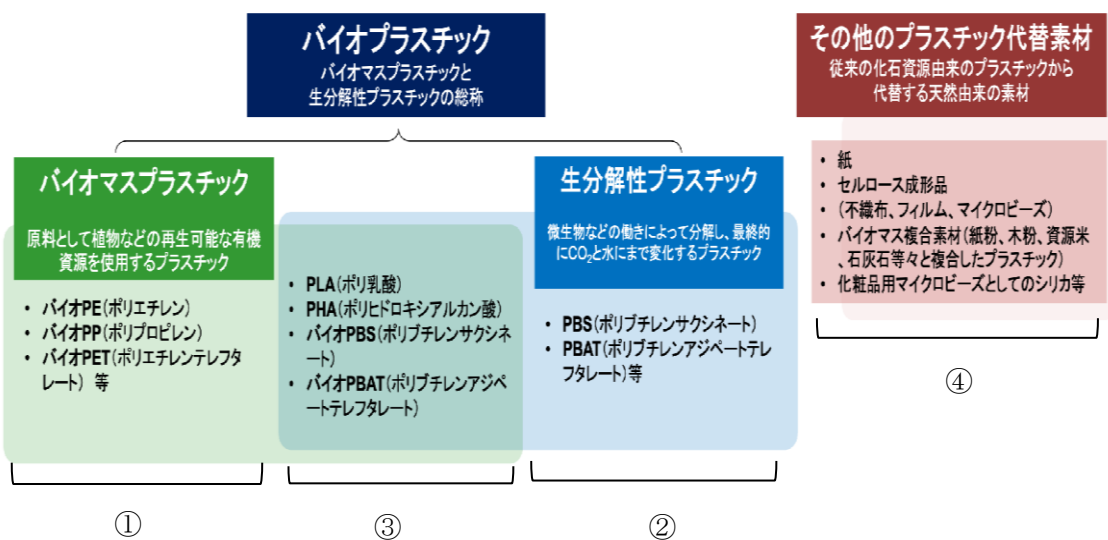 バイオプラスチック
バイオマスプラスチックと
生分解性プラスチックの総称
その他のプラスチック代替素材
従来の化石資源由来のプラスチックから
代替する天然由来の素材
バイオマスプラスチック
原料として植物などの再生可能な有機
資源を使用するプラスチック
• バイオPE(ポリエチレン)
• バイオPP(ポリプロピレン)
• バイオPET(ポリエチレンテレフタ
レート) 等
• PLA(ポリ乳酸)
• PHA(ポリヒドロキシアルカン酸)
• バイオPBS(ポリブチレンサクシネ
ート)
• バイオPBAT(ポリブチレンアジペ
ートテレフタレート)
生分解性プラスチック
微生物などの働きによって分解し、最終的
にCO₂と水にまで変化するプラスチック
• PBS(ポリブチレンサクシネート)
• PBAT(ポリブチレンアジペートテレ
フタレート)等
• 紙
• セルロース成形品
• (不織布、フィルム、マイクロビーズ)
• バイオマス複合素材(紙粉、木粉、資源米
、石灰石等々と複合したプラスチック)
• 化粧品用マイクロビーズとしてのシリカ等
①
③
②
④